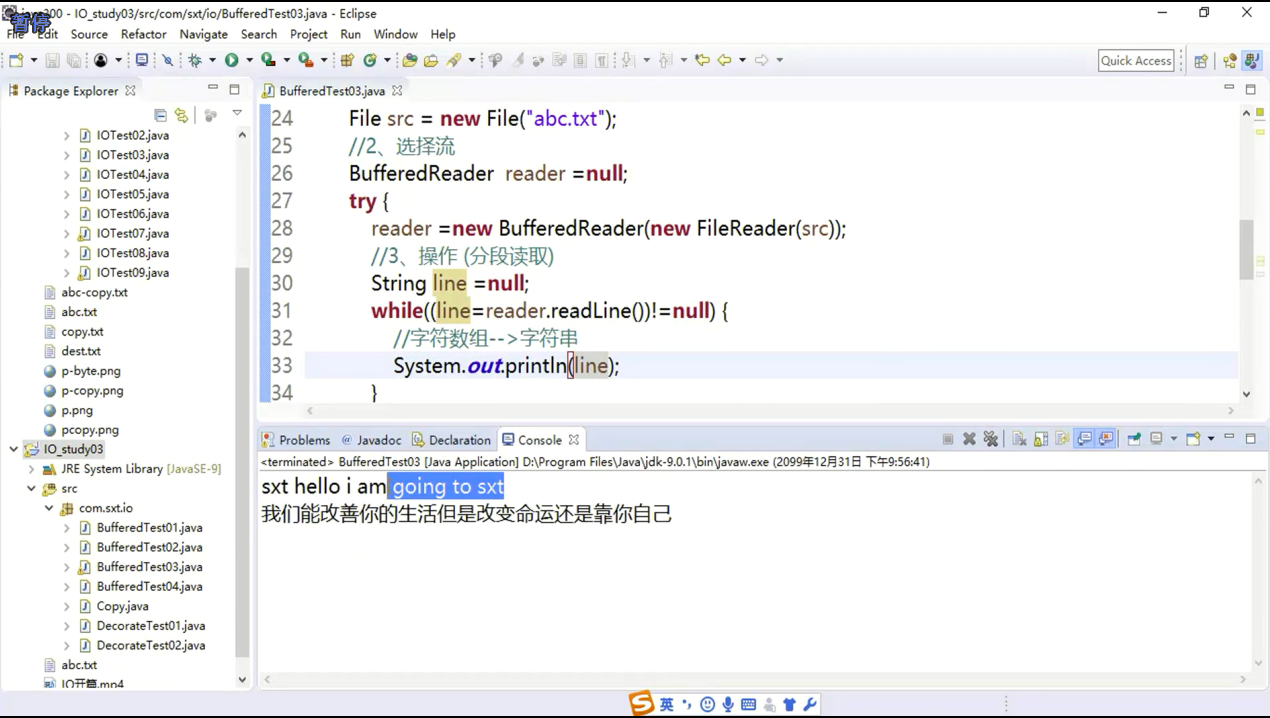 java300 - IO_study03/src/com/sxt/io/BufferedTest03.java - Eclipse
暂停
File Edit Source Refactor Navigate Search Project Run Window Help
Quick Access
Package Explorer
IOTest02.java
IOTest03.java
IOTest04.java
IOTest05.java
IOTest06.java
IOTest07.java
IOTest08.java
IOTest09.java
abc-copy.txt
abc.txt
copy.txt
dest.txt
p-byte.png
p-copy.png
p.png
pcopy.png
IO_study03
JRE System Library [JavaSE-9]
src
com.sxt.io
BufferedTest01.java
BufferedTest02.java
BufferedTest03.java
BufferedTest04.java
Copy.java
DecorateTest01.java
DecorateTest02.java
abc.txt
IO开篇.mp4
BufferedTest03.java
24 File src = new File("abc.txt");
25 //2、选择流
26 BufferedReader reader =null;
27 try {
28 reader =new BufferedReader(new FileReader(src));
29 //3、操作 (分段读取)
30 String line =null;
31 while((line=reader.readLine())!=null) {
32 //字符数组-->字符串
33 System.out.println(line);
34 }
Problems @ Javadoc Declaration Console
<terminated> BufferedTest03 [Java Application] D:\Program Files\Java\jdk-9.0.1\bin\javaw.exe (2099年12月31日 下午9:56:41)
sxt hello i am going to sxt
我们能改善你的生活但是改变命运还是靠你自己
S 英